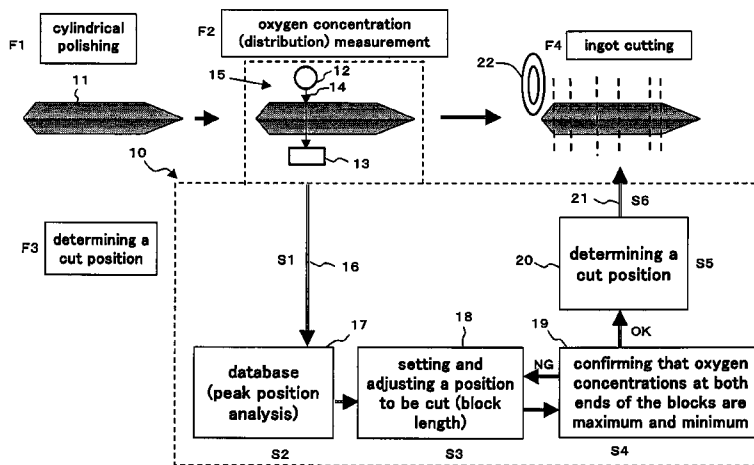 F1
cylindrical
polishing
F2
oxygen concentration
(distribution) measurement
F4
ingot cutting
11
15
12
14
13
22
10
F3
determining a
cut position
S1
16
21
S6
20
determining a
cut position
S5
17
18
19
OK
NG
database
(peak position
analysis)
setting and
adjusting a position
to be cut (block
length)
confirming that oxygen
concentrations at both
ends of the blocks are
maximum and minimum
S2
S3
S4